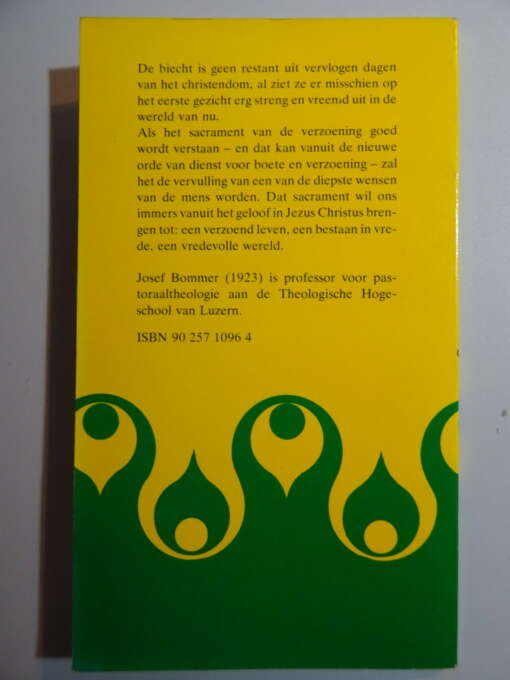 De biecht is geen restant uit vervlogen dagen
van het christendom, al ziet ze er misschien op
het eerste gezicht erg streng en vreemd uit in de
wereld van nu.
Als het sacrament van de verzoening goed
wordt verstaan – en dat kan vanuit de nieuwe
orde van dienst voor boete en verzoening – zal
het de vervulling van een van de diepste wensen
van de mens worden. Dat sacrament wil ons
immers vanuit het geloof in Jezus Christus bren-
gen tot: een verzoend leven, een bestaan in vre-
de, een vredevolle wereld.
Josef Bommer (1923) is professor voor pas-
toraaltheologie aan de Theologische Hoge-
school van Luzern.
ISBN 90 257 1096 4